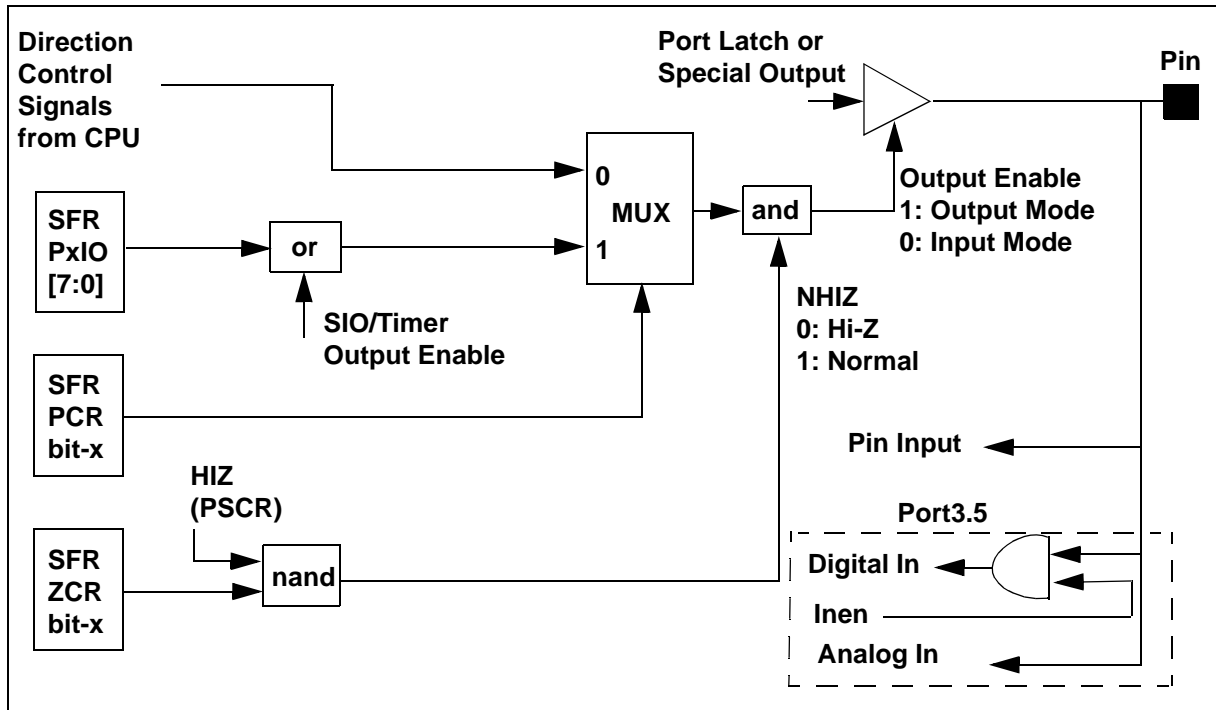 Direction
Control
Signals
from CPU
Port Latch or
Special Output
Pin
0
MUX
1
and
Output Enable
1: Output Mode
0: Input Mode
SFR
PxIO
[7:0]
or
SIO/Timer
Output Enable
NHIZ
0: Hi-Z
1: Normal
SFR
PCR
bit-x
Pin Input
HIZ
(PSCR)
Port3.5
SFR
ZCR
bit-x
nand
Digital In
Inen
Analog In